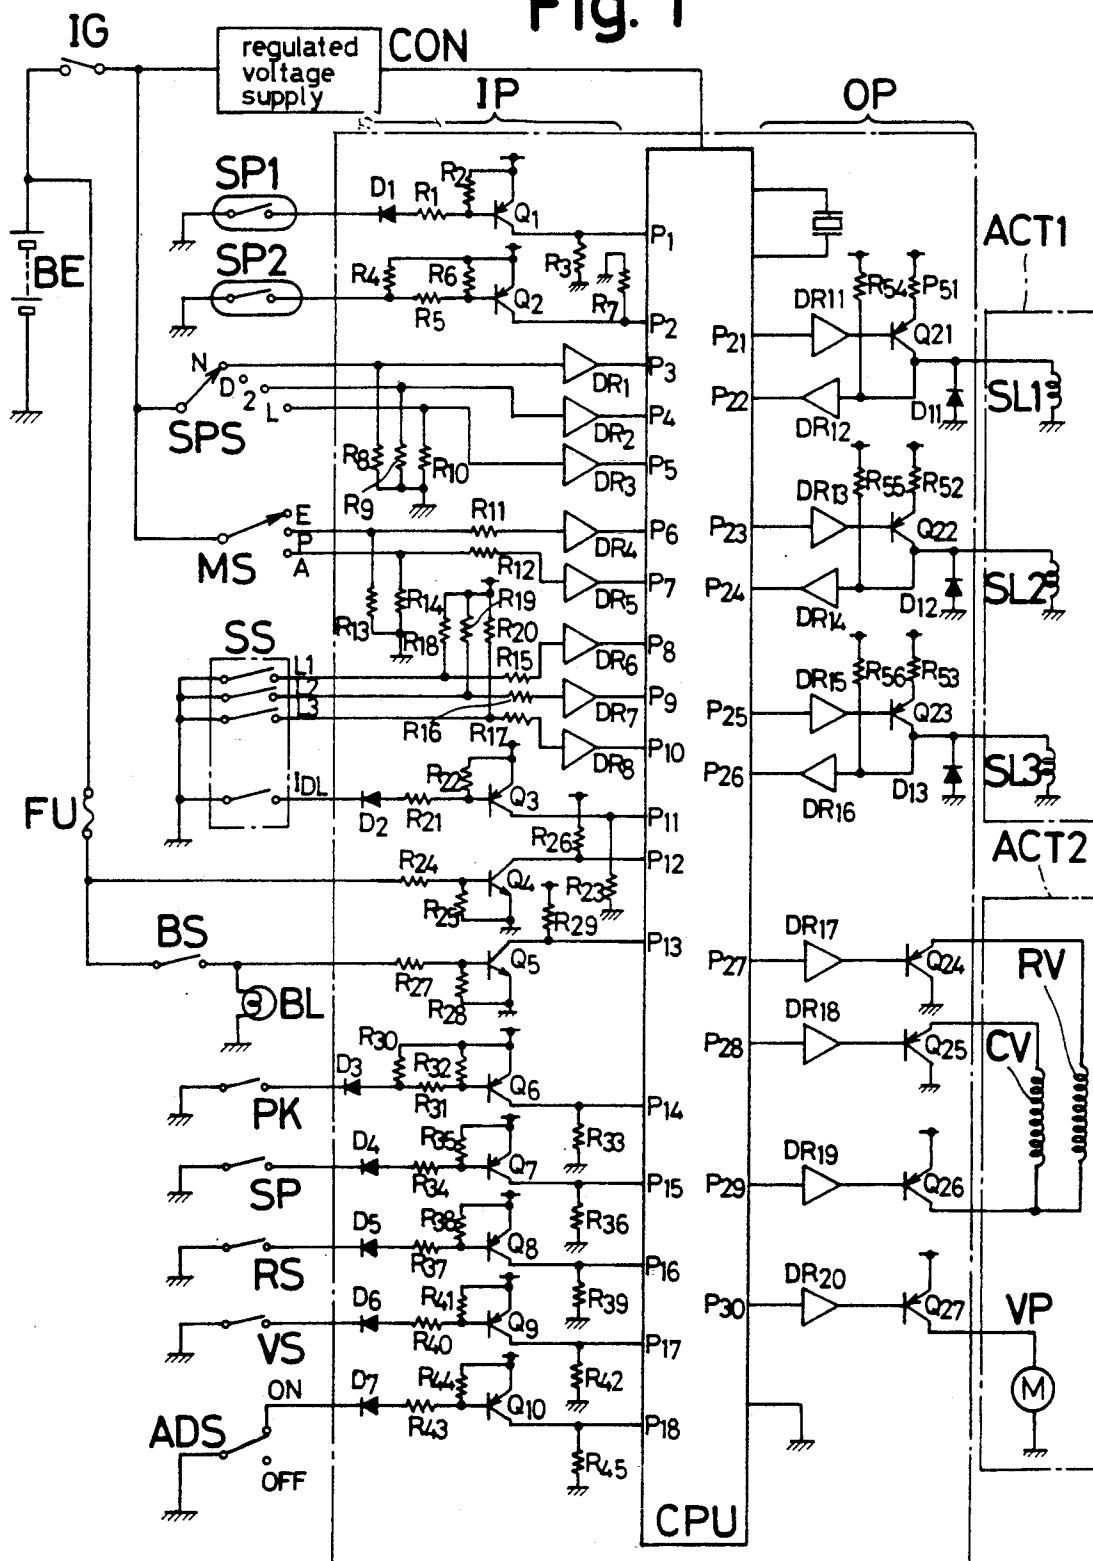 Fig. 1
IG
regulated
voltage
supply
CON
IP
OP
SP1
D1
R1
R2
Q1
R3
P1
ACT1
BE
SP2
R4
R6
R5
Q2
R7
P2
R54
P51
DR11
P21
Q21
N
D
2
L
SPS
DR1
P3
DR2
P4
P22
DR12
D11
SL1
R8
R9
R10
DR3
P5
R55
R52
DR13
P23
Q22
E
P
A
MS
R11
DR4
P6
R12
DR5
P7
P24
DR14
D12
SL2
R13
R14
R18
R19
R20
R15
DR6
P8
SS
L1
L2
L3
R16
R17
DR7
P9
DR8
P10
R56
R53
DR15
P25
Q23
P26
DR16
D13
SL3
IDL
D2
R21
R22
Q3
P11
FU
R26
P12
R24
R25
Q4
R23
R29
ACT2
BS
BL
R27
R28
Q5
P13
DR17
P27
Q24
RV
DR18
P28
Q25
CV
PK
D3
R30
R32
R31
Q6
P14
R33
SP
D4
R35
R34
Q7
P15
R36
DR19
P29
Q26
RS
D5
R38
R37
Q8
P16
R39
DR20
P30
Q27
VP
M
VS
D6
R41
R40
Q9
P17
R42
ADS
ON
OFF
D7
R44
R43
Q10
P18
R45
CPU